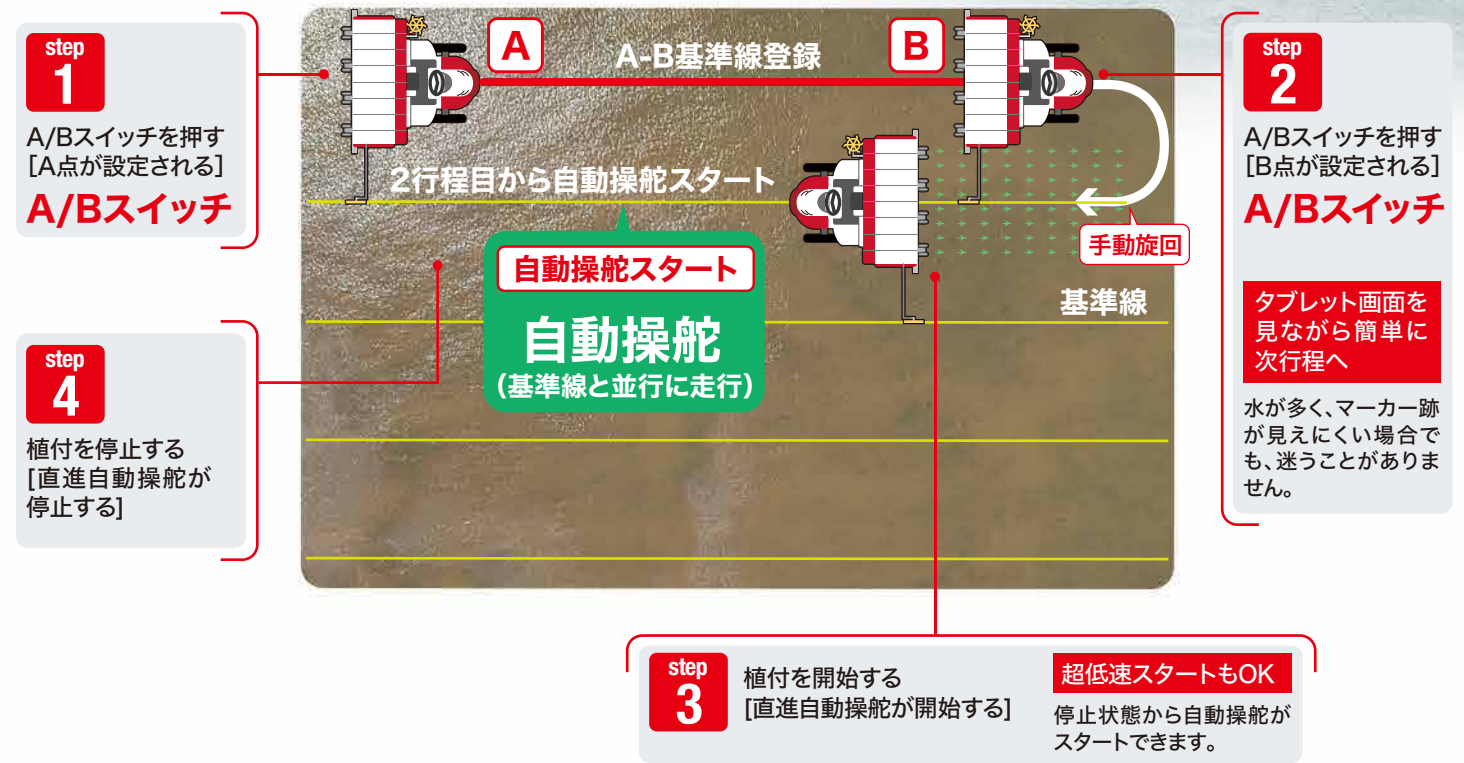 step
1
A/Bスイッチを押す
[A点が設定される]
A/Bスイッチ
A
A-B基準線登録
B
step
2
A/Bスイッチを押す
[B点が設定される]
A/Bスイッチ
タブレット画面を
見ながら簡単に
次行程へ
水が多く、マーカー跡
が見えにくい場合で
も、迷うことがありま
せん。
2行程目から自動操舵スタート
手動旋回
自動操舵スタート
自動操舵
(基準線と並行に走行)
基準線
step
4
植付を停止する
[直進自動操舵が
停止する]
step
3
植付を開始する
[直進自動操舵が開始する]
超低速スタートもOK
停止状態から自動操舵が
スタートできます。